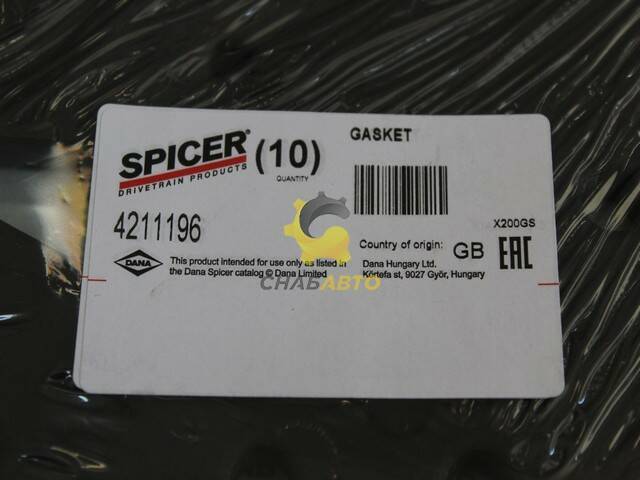 SPICER®
DRIVETRAIN PRODUCTS
(10)
QUANTITY
GASKET
4211196
X200GS
DANA
This product intended for use only as listed in
the Dana Spicer catalog © Dana Limited
Country of origin: GB
Dana Hungary Ltd.
Körtefa st, 9027 Győr, Hungary
EAC
СНАБАВТО